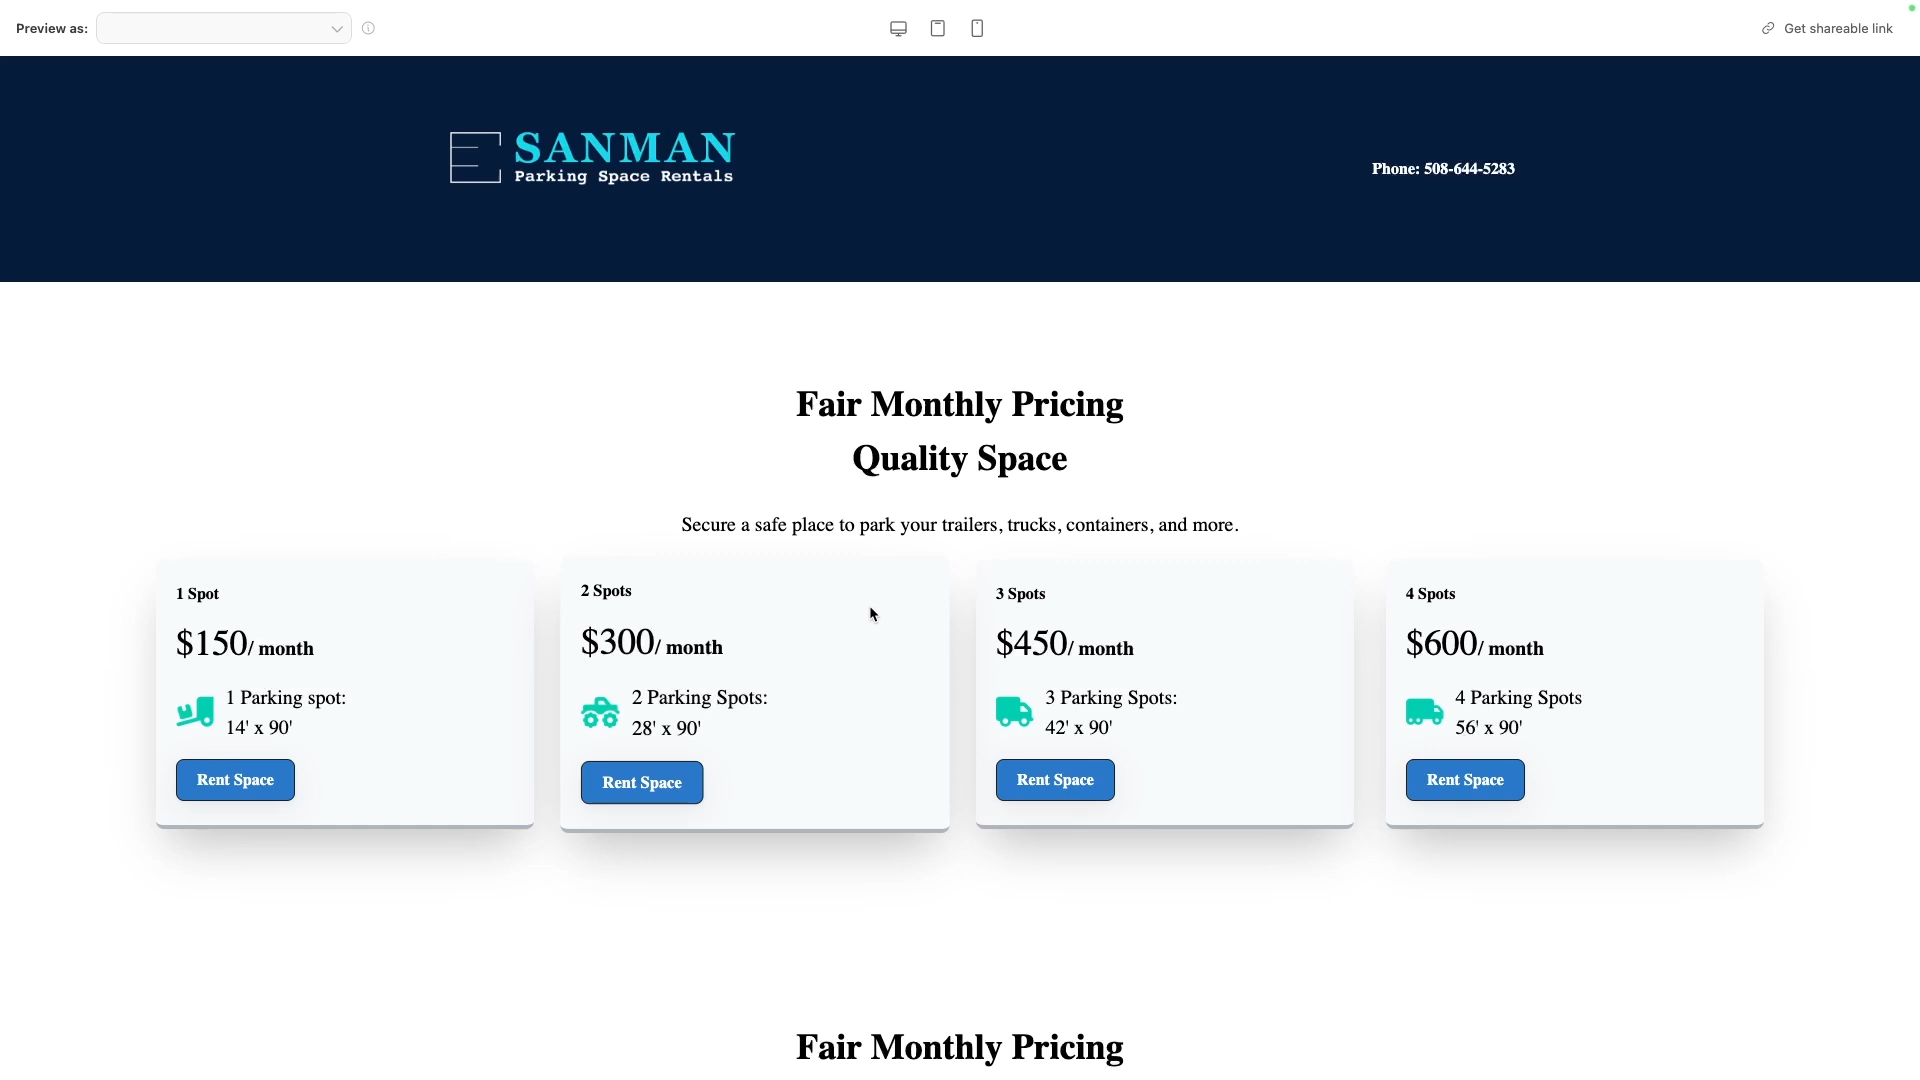 Preview as:
Get shareable link
SANMAN
Parking Space Rentals
Phone: 508-644-5283
Fair Monthly Pricing
Quality Space
Secure a safe place to park your trailers, trucks, containers, and more.
1 Spot
$150/ month
1 Parking spot:
14' x 90'
Rent Space
2 Spots
$300/ month
2 Parking Spots:
28' x 90'
Rent Space
3 Spots
$450/ month
3 Parking Spots:
42' x 90'
Rent Space
4 Spots
$600/ month
4 Parking Spots
56' x 90'
Rent Space
Fair Monthly Pricing